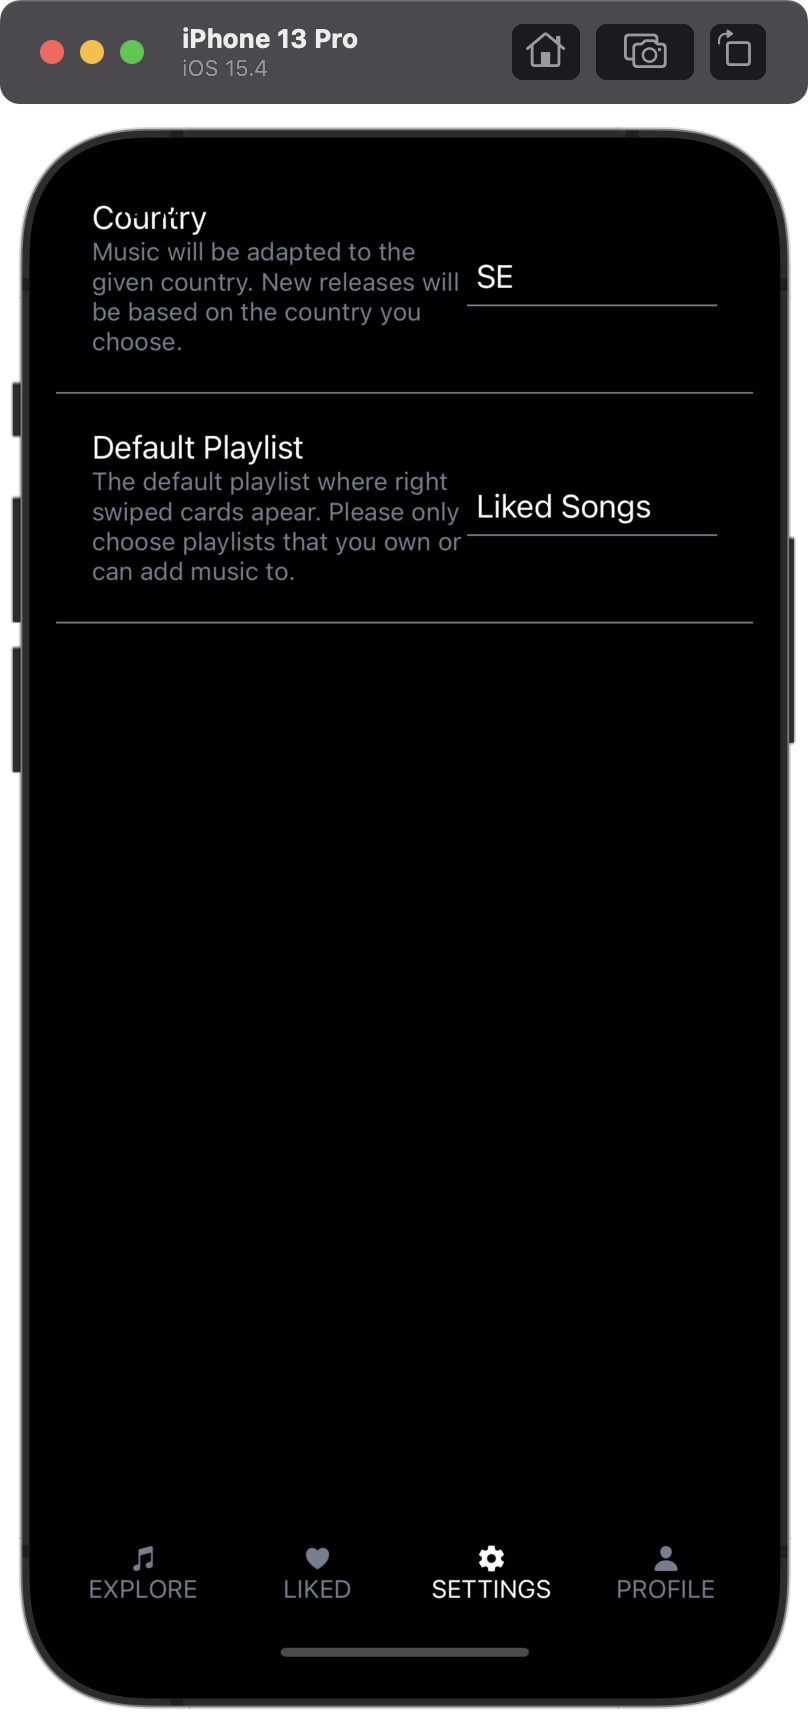 iPhone 13 Pro
iOS 15.4
Country
Music will be adapted to the
given country. New releases will
be based on the country you
choose.
SE
Default Playlist
The default playlist where right
swiped cards apear. Please only
choose playlists that you own or
can add music to.
Liked Songs
EXPLORE
LIKED
SETTINGS
PROFILE